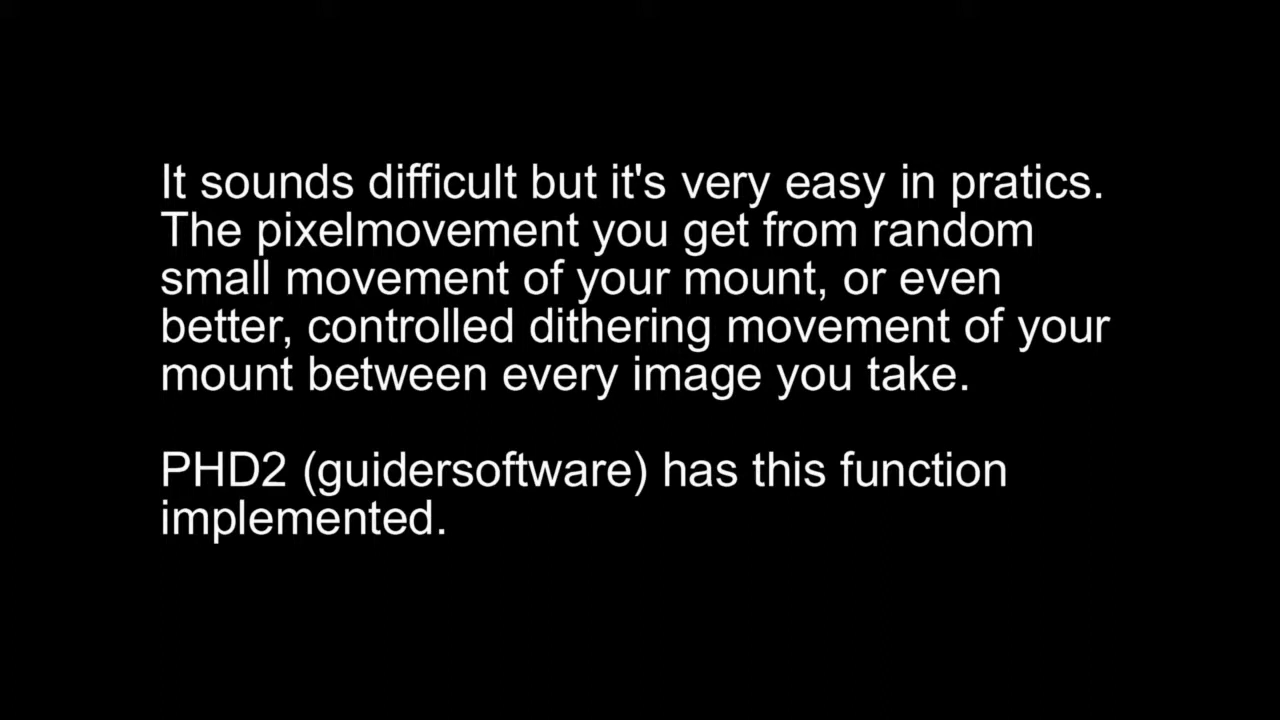 It sounds difficult but it's very easy in pratics.
The pixelmovement you get from random
small movement of your mount, or even
better, controlled dithering movement of your
mount between every image you take.
PHD2 (guidersoftware) has this function
implemented.